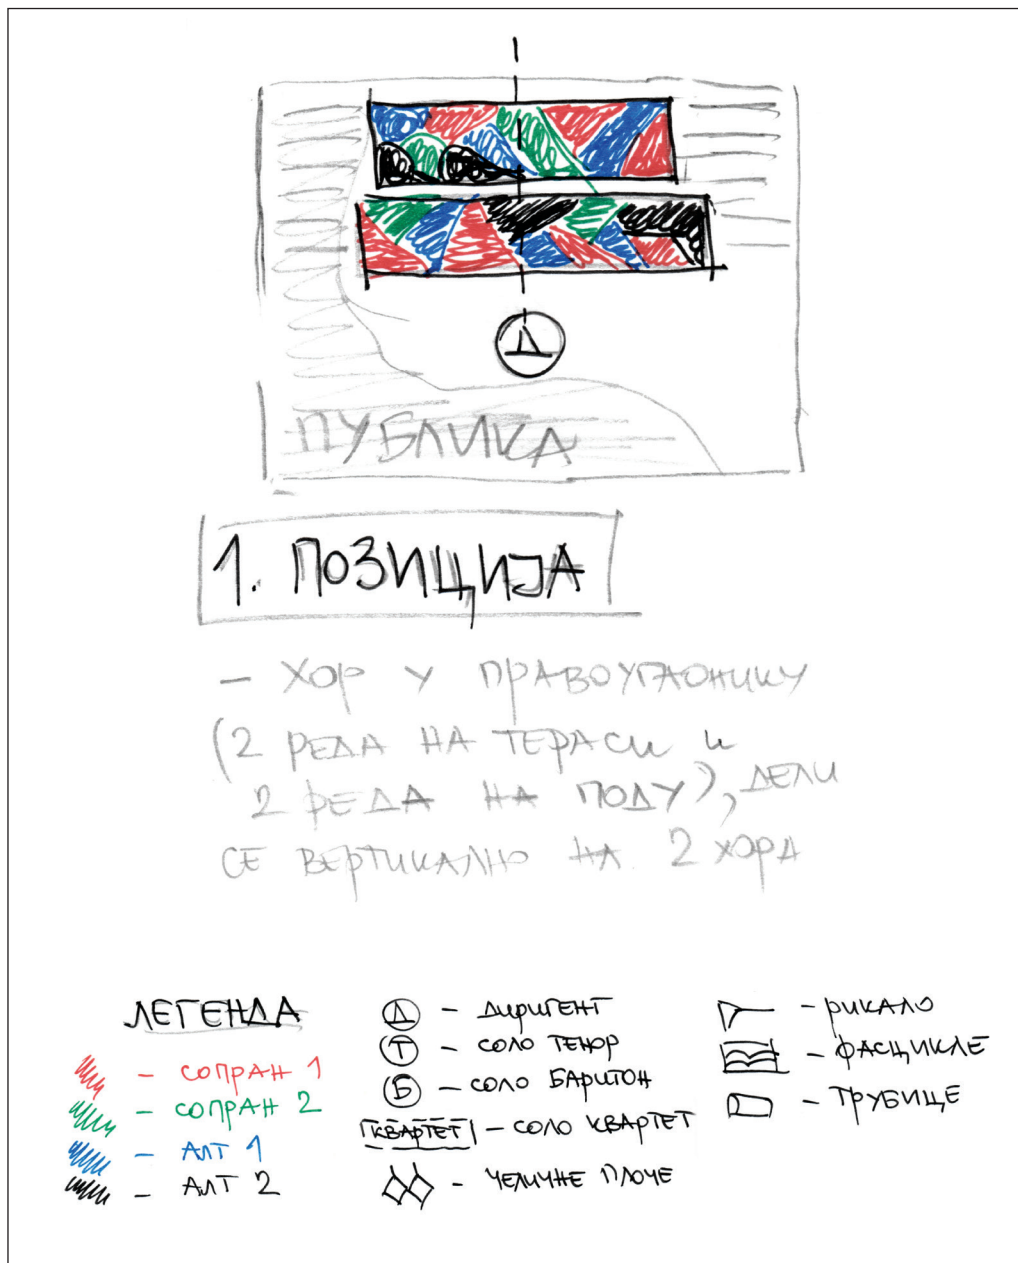 Д
ПУБЛИКА
1. ПОЗИЦИЈА
- ХОР У ПРАВОУГАОНИКУ
(2 РЕДА НА ТЕРАСИ И
2 РЕДА НА ПОДУ), ДЕЛИ
СЕ ВЕРТИКАЛНО НА 2 ХОРА
ЛЕГЕНДА
- СОПРАН 1
- СОПРАН 2
- АЛТ 1
- АЛТ 2
Д - ДИРИГЕНТ
Т - СОЛО ТЕНОР
Б - СОЛО БАРИТОН
КВАРТЕТ - СОЛО КВАРТЕТ
- ЧЕЛИЧНЕ ПЛОЧЕ
- РИКАЛО
- ФАСЦИКЛЕ
- ТРУБИЦЕ